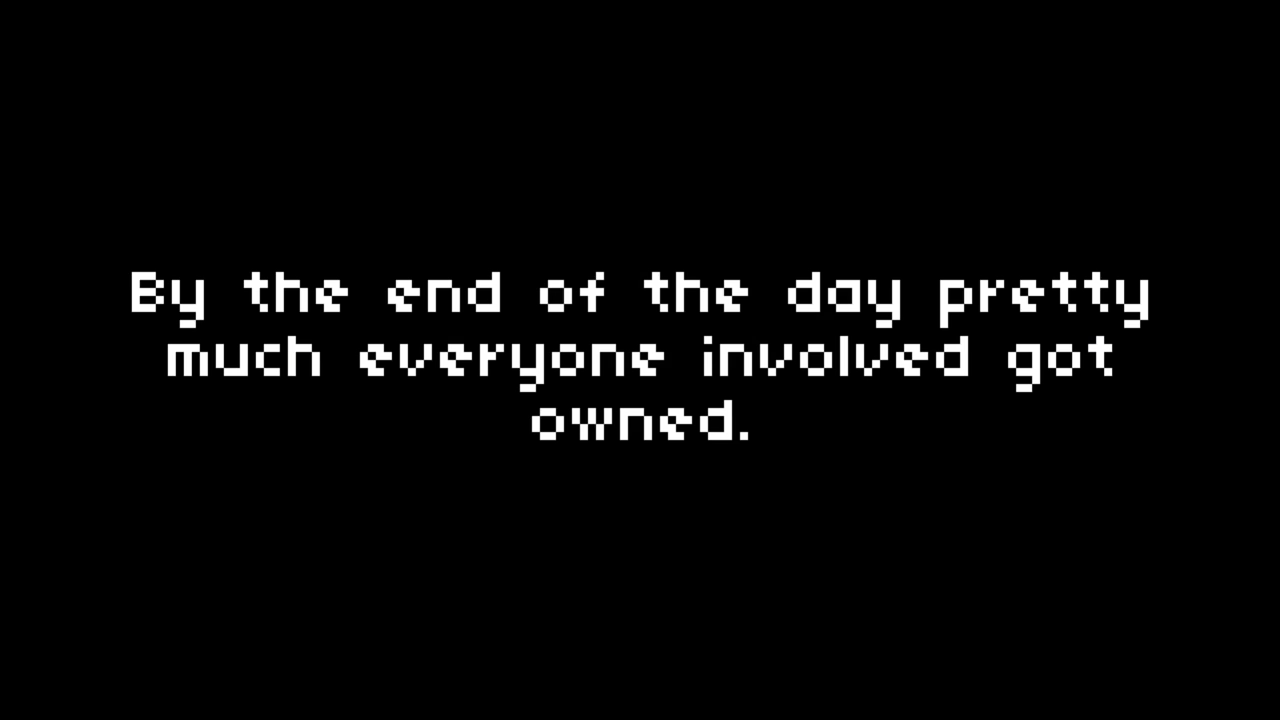 By the end of the day pretty
much everyone involved got
owned.